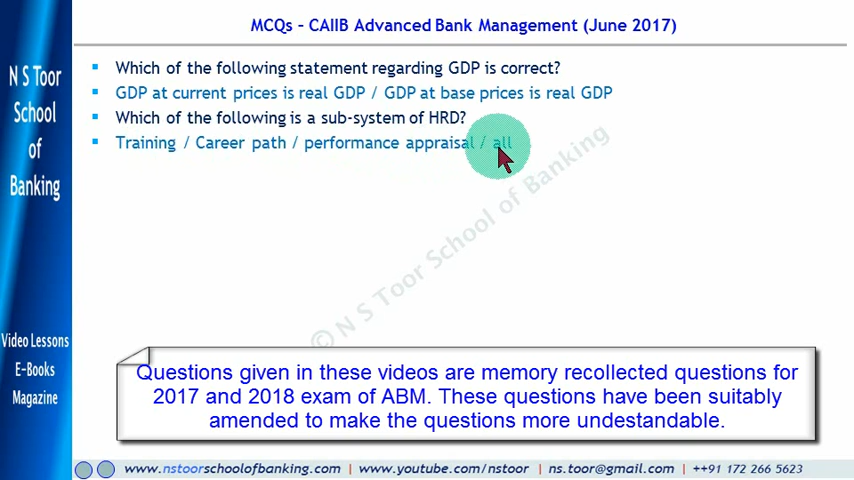 MCQs – CAIIB Advanced Bank Management (June 2017)
N S Toor
School
of
Banking
Which of the following statement regarding GDP is correct?
GDP at current prices is real GDP / GDP at base prices is real GDP
Which of the following is a sub-system of HRD?
Training / Career path / performance appraisal / all
© N S Toor School of Banking
Video Lessons
E-Books
Magazine
Questions given in these videos are memory recollected questions for
2017 and 2018 exam of ABM. These questions have been suitably
amended to make the questions more undestandable.
www.nstoorschoolofbanking.com | www.youtube.com/nstoor | ns.toor@gmail.com | ++91 172 266 5623